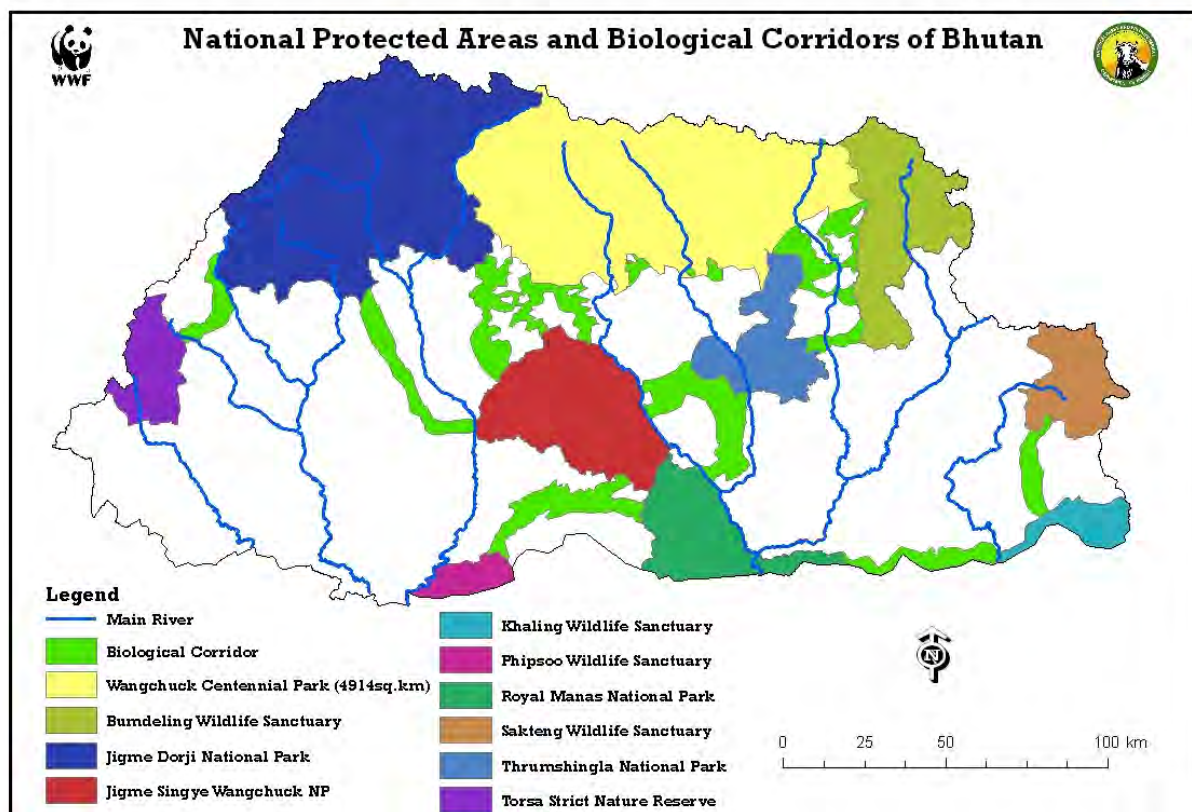 National Protected Areas and Biological Corridors of Bhutan
WWF
Legend
Main River
Biological Corridor
Wangchuck Centennial Park (4914sq.km)
Bumdeling Wildlife Sanctuary
Jigme Dorji National Park
Jigme Singye Wangchuck NP
Khaling Wildlife Sanctuary
Phipsoo Wildlife Sanctuary
Royal Manas National Park
Sakteng Wildlife Sanctuary
Thrumshingla National Park
Torsa Strict Nature Reserve
N
0 25 50 100 km